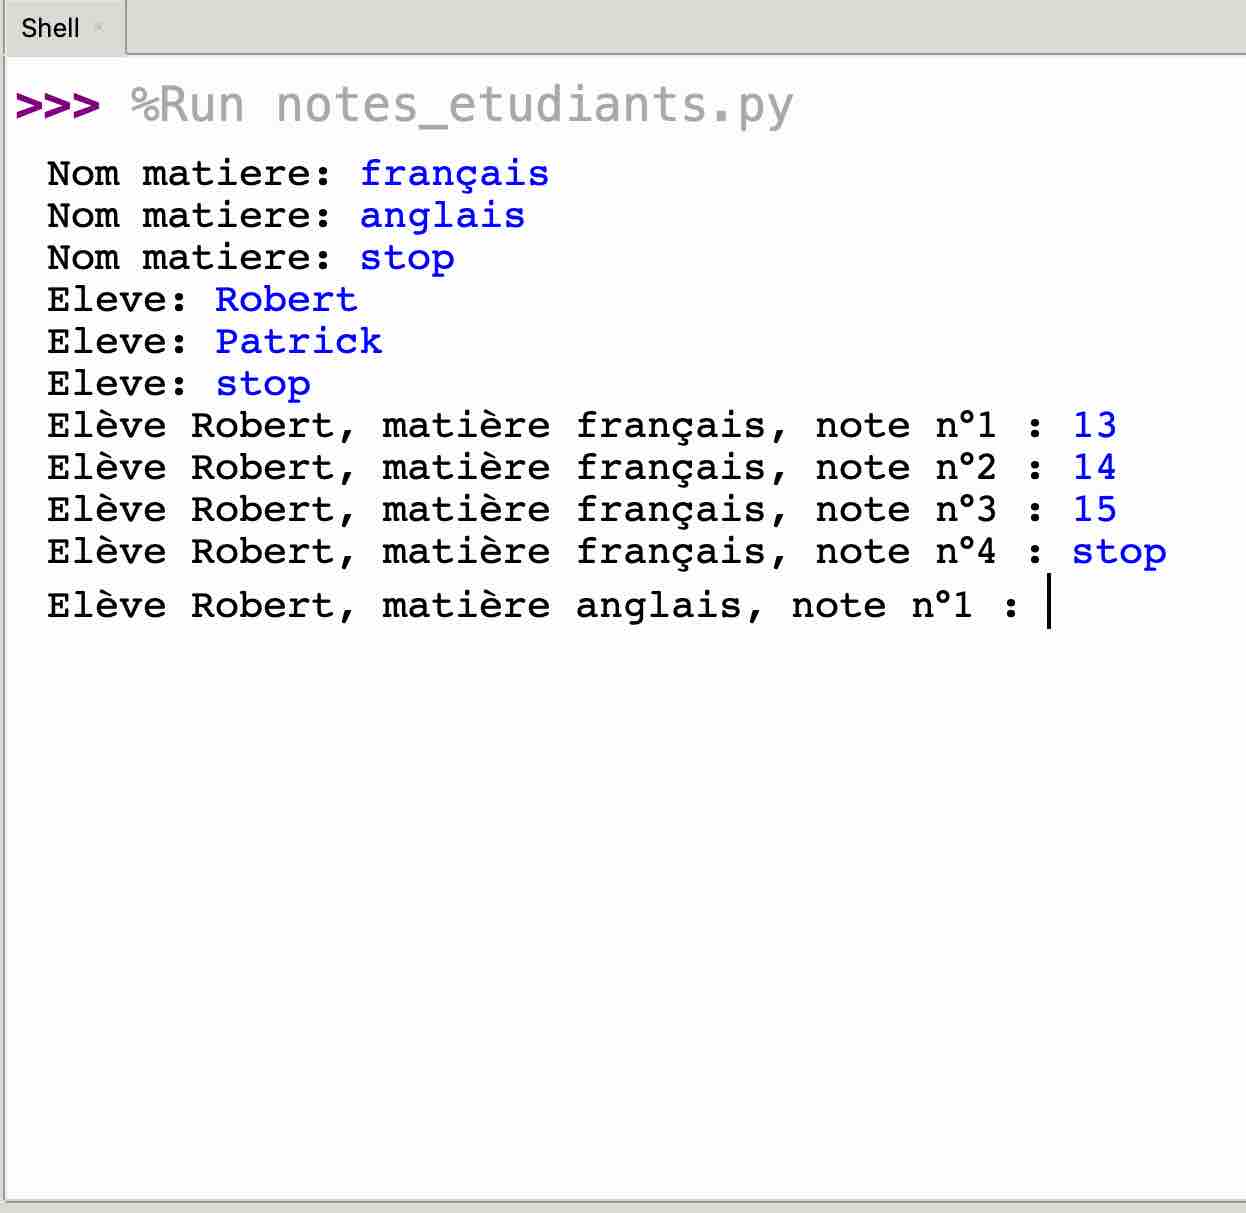 Shell
>>> %Run notes_etudiants.py
Nom matiere: français
Nom matiere: anglais
Nom matiere: stop
Eleve: Robert
Eleve: Patrick
Eleve: stop
Elève Robert, matière français, note n°1 : 13
Elève Robert, matière français, note n°2 : 14
Elève Robert, matière français, note n°3 : 15
Elève Robert, matière français, note n°4 : stop
Elève Robert, matière anglais, note n°1 :